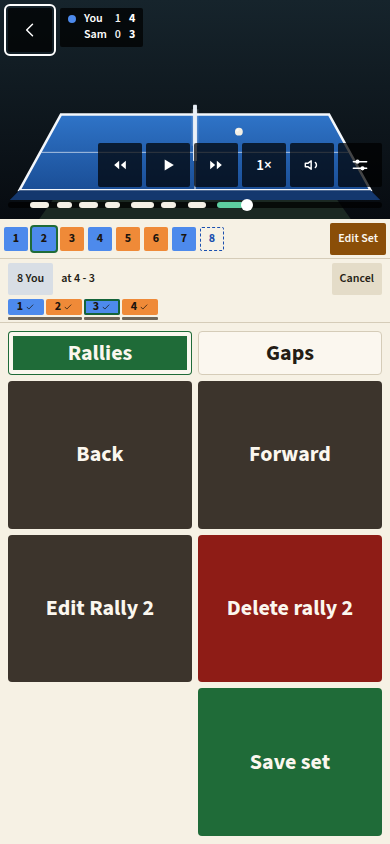 You 1 4
Sam 0 3
1×
1 2 3 4 5 6 7 8 Edit Set
8 You at 4 - 3 Cancel
1 ✓ 2 ✓ 3 ✓ 4 ✓
Rallies Gaps
Back Forward
Edit Rally 2 Delete rally 2
Save set